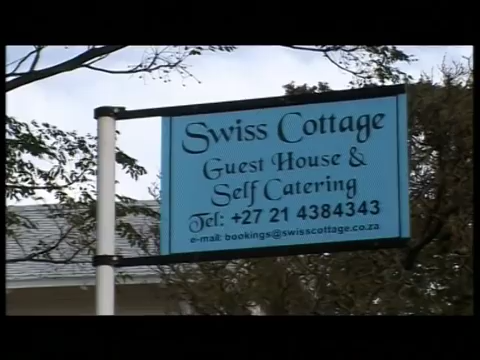 Swiss Cottage
Guest House &
Self Catering
Tel: +27 21 4384343
e-mail: bookings@swisscottage.co.za